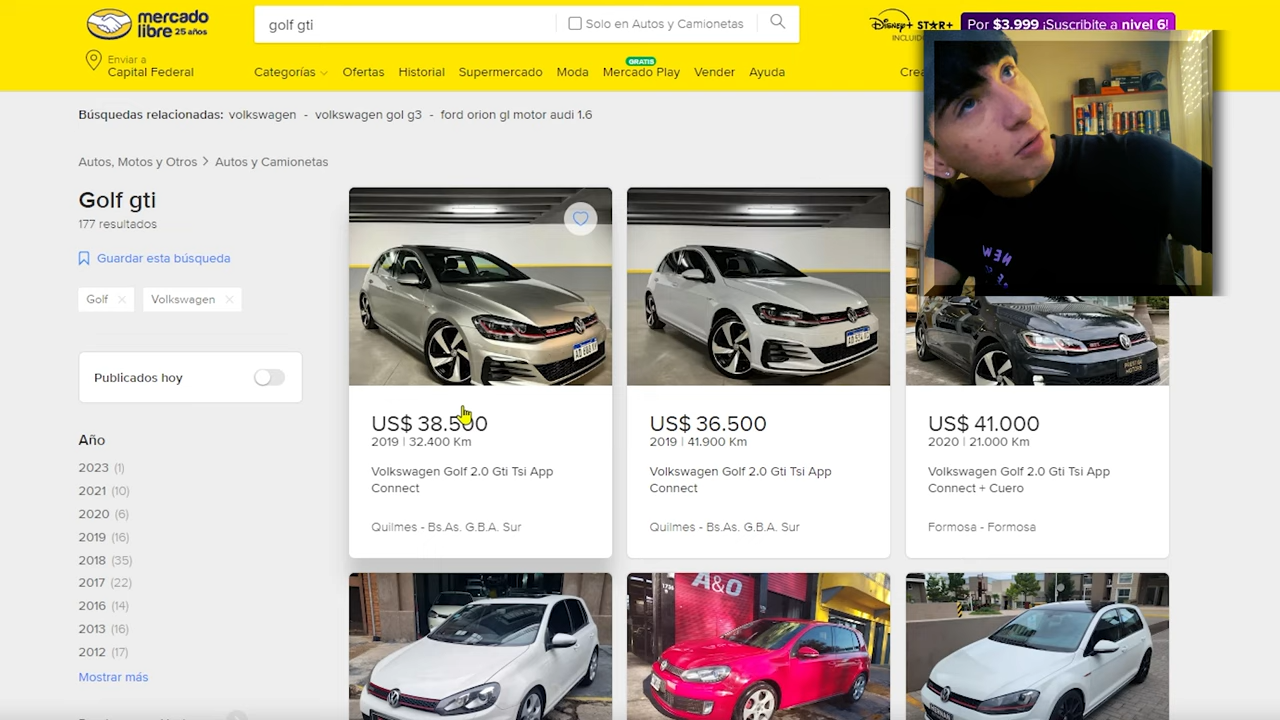 mercado
libre 25 años
golf gti
Solo en Autos y Camionetas
Disney+ STAR+
Por $3.999 ¡Suscribite a nivel 6!
Enviar a
Capital Federal
Categorías
Ofertas
Historial
Supermercado
Moda
GRATIS
Mercado Play
Vender
Ayuda
Búsquedas relacionadas: volkswagen - volkswagen gol g3 - ford orion gl motor audi 1.6
Autos, Motos y Otros > Autos y Camionetas
Golf gti
177 resultados
Guardar esta búsqueda
Golf ×
Volkswagen ×
Publicados hoy
Año
2023 (1)
2021 (10)
2020 (6)
2019 (16)
2018 (35)
2017 (22)
2016 (14)
2013 (16)
2012 (17)
Mostrar más
US$ 38.500
2019 | 32.400 Km
Volkswagen Golf 2.0 Gti Tsi App
Connect
Quilmes - Bs.As. G.B.A. Sur
US$ 36.500
2019 | 41.900 Km
Volkswagen Golf 2.0 Gti Tsi App
Connect
Quilmes - Bs.As. G.B.A. Sur
US$ 41.000
2020 | 21.000 Km
Volkswagen Golf 2.0 Gti Tsi App
Connect + Cuero
Formosa - Formosa
A&O
NEW